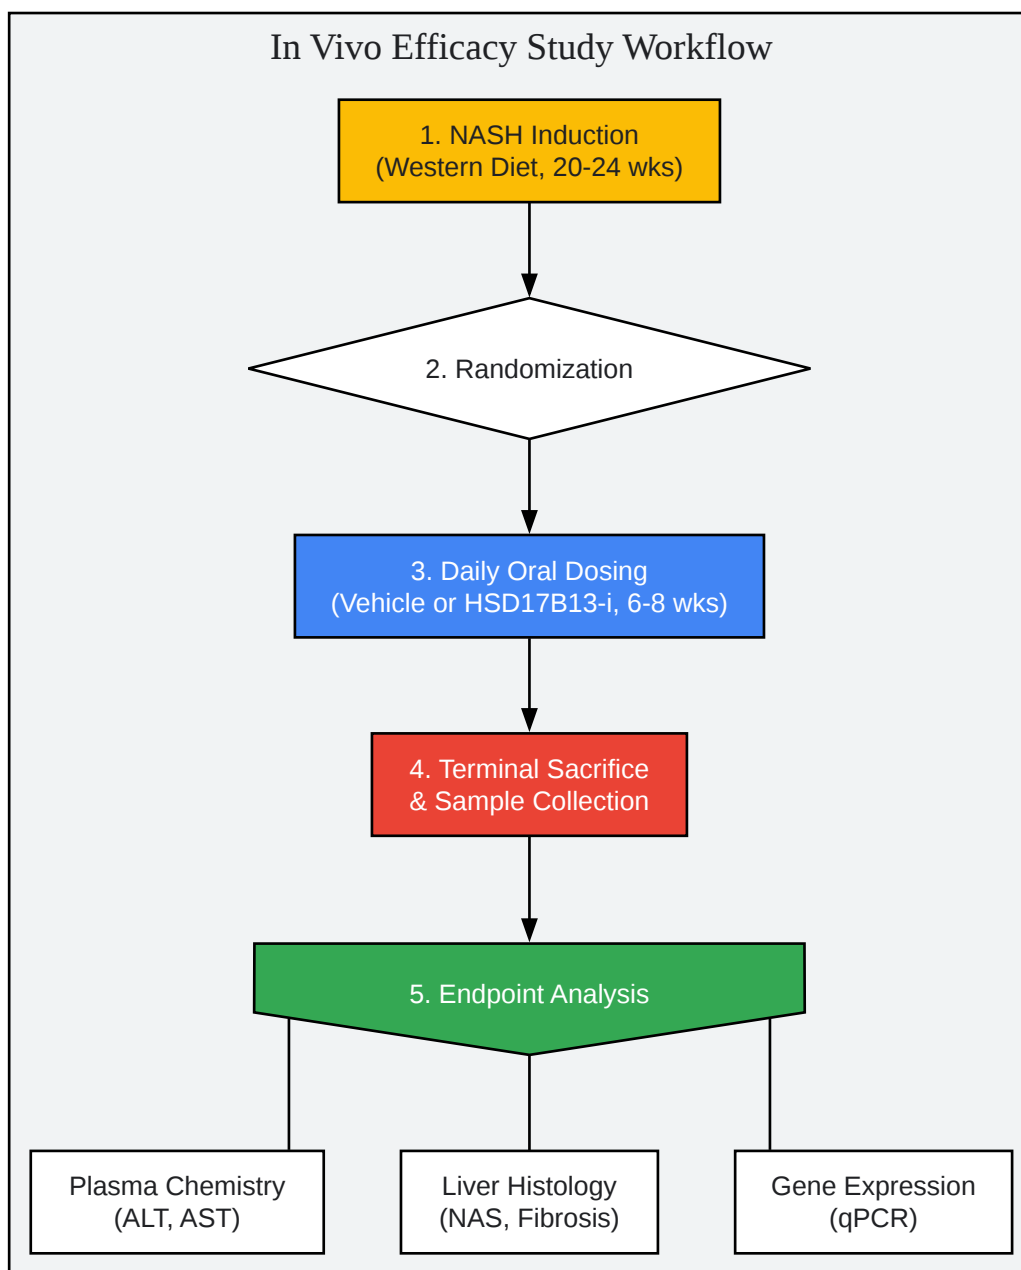 In Vivo Efficacy Study Workflow
1. NASH Induction
(Western Diet, 20-24 wks)
2. Randomization
3. Daily Oral Dosing
(Vehicle or HSD17B13-i, 6-8 wks)
4. Terminal Sacrifice
& Sample Collection
5. Endpoint Analysis
Plasma Chemistry
(ALT, AST)
Liver Histology
(NAS, Fibrosis)
Gene Expression
(qPCR)